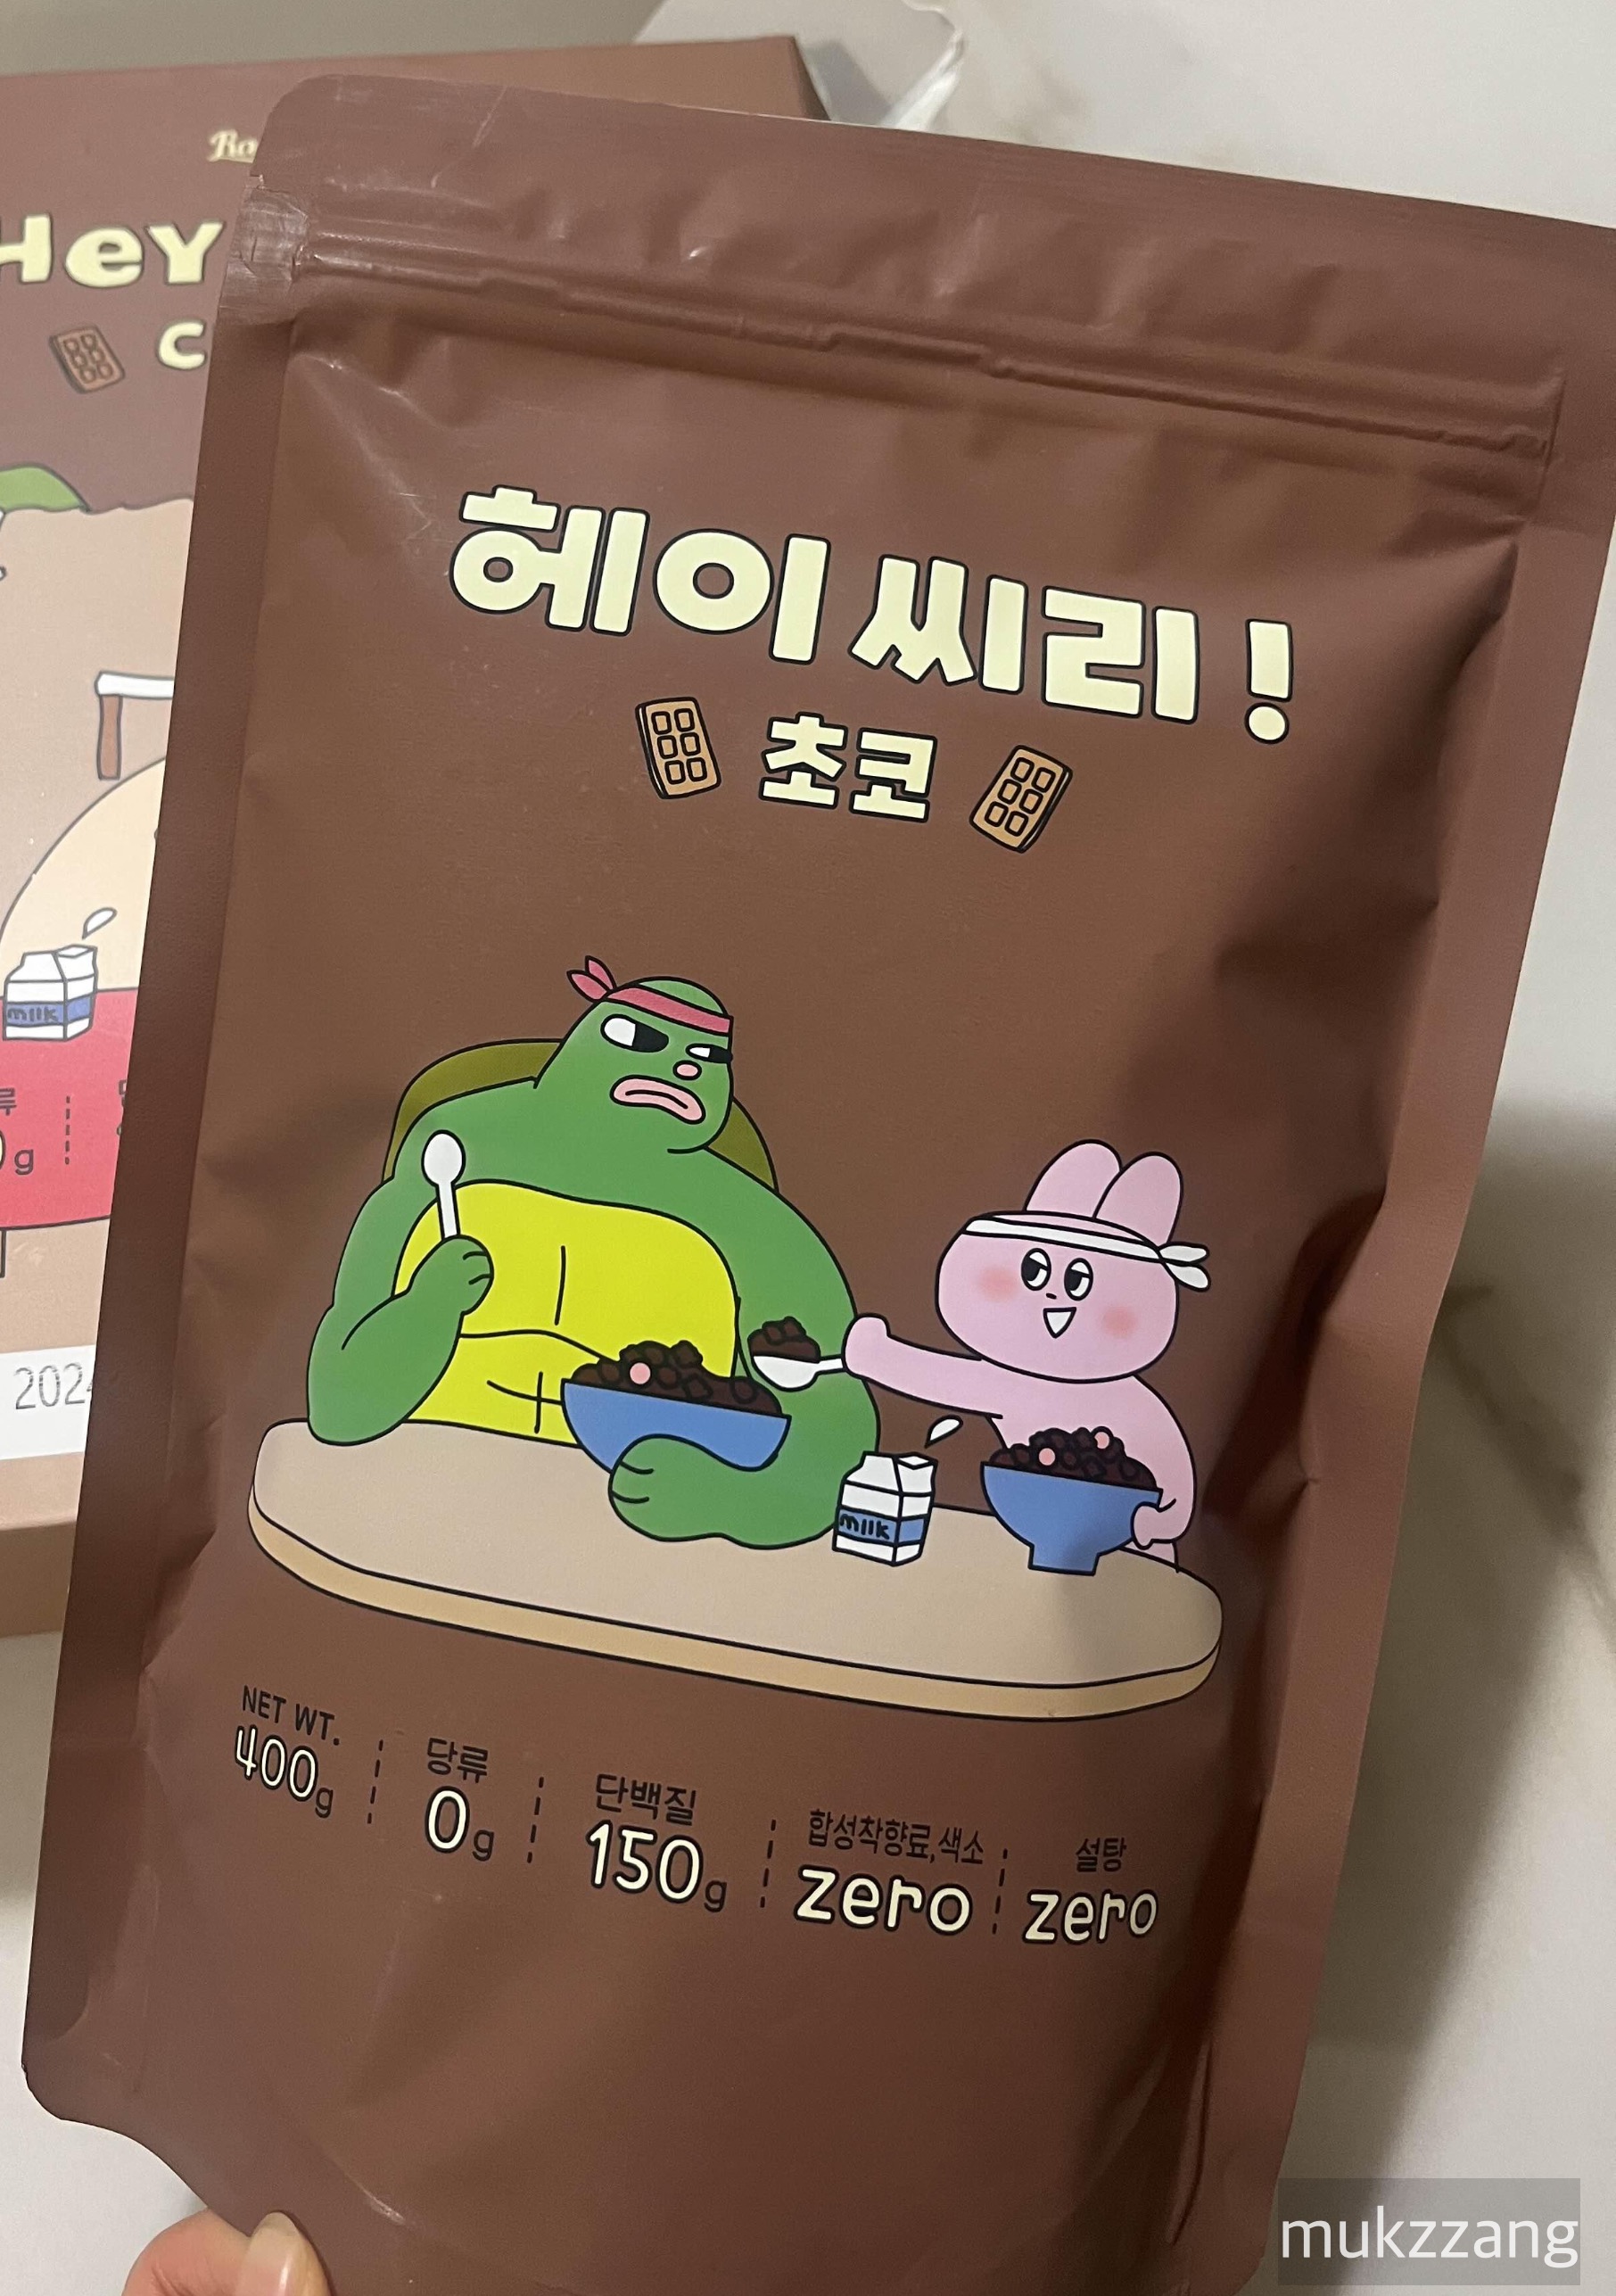 Hey
C
milk
g
2024
헤이 씨리!
초코
milk
NET WT.
400g
당류
0g
단백질
150g
합성착향료,색소
zero
설탕
zero
mukzzang